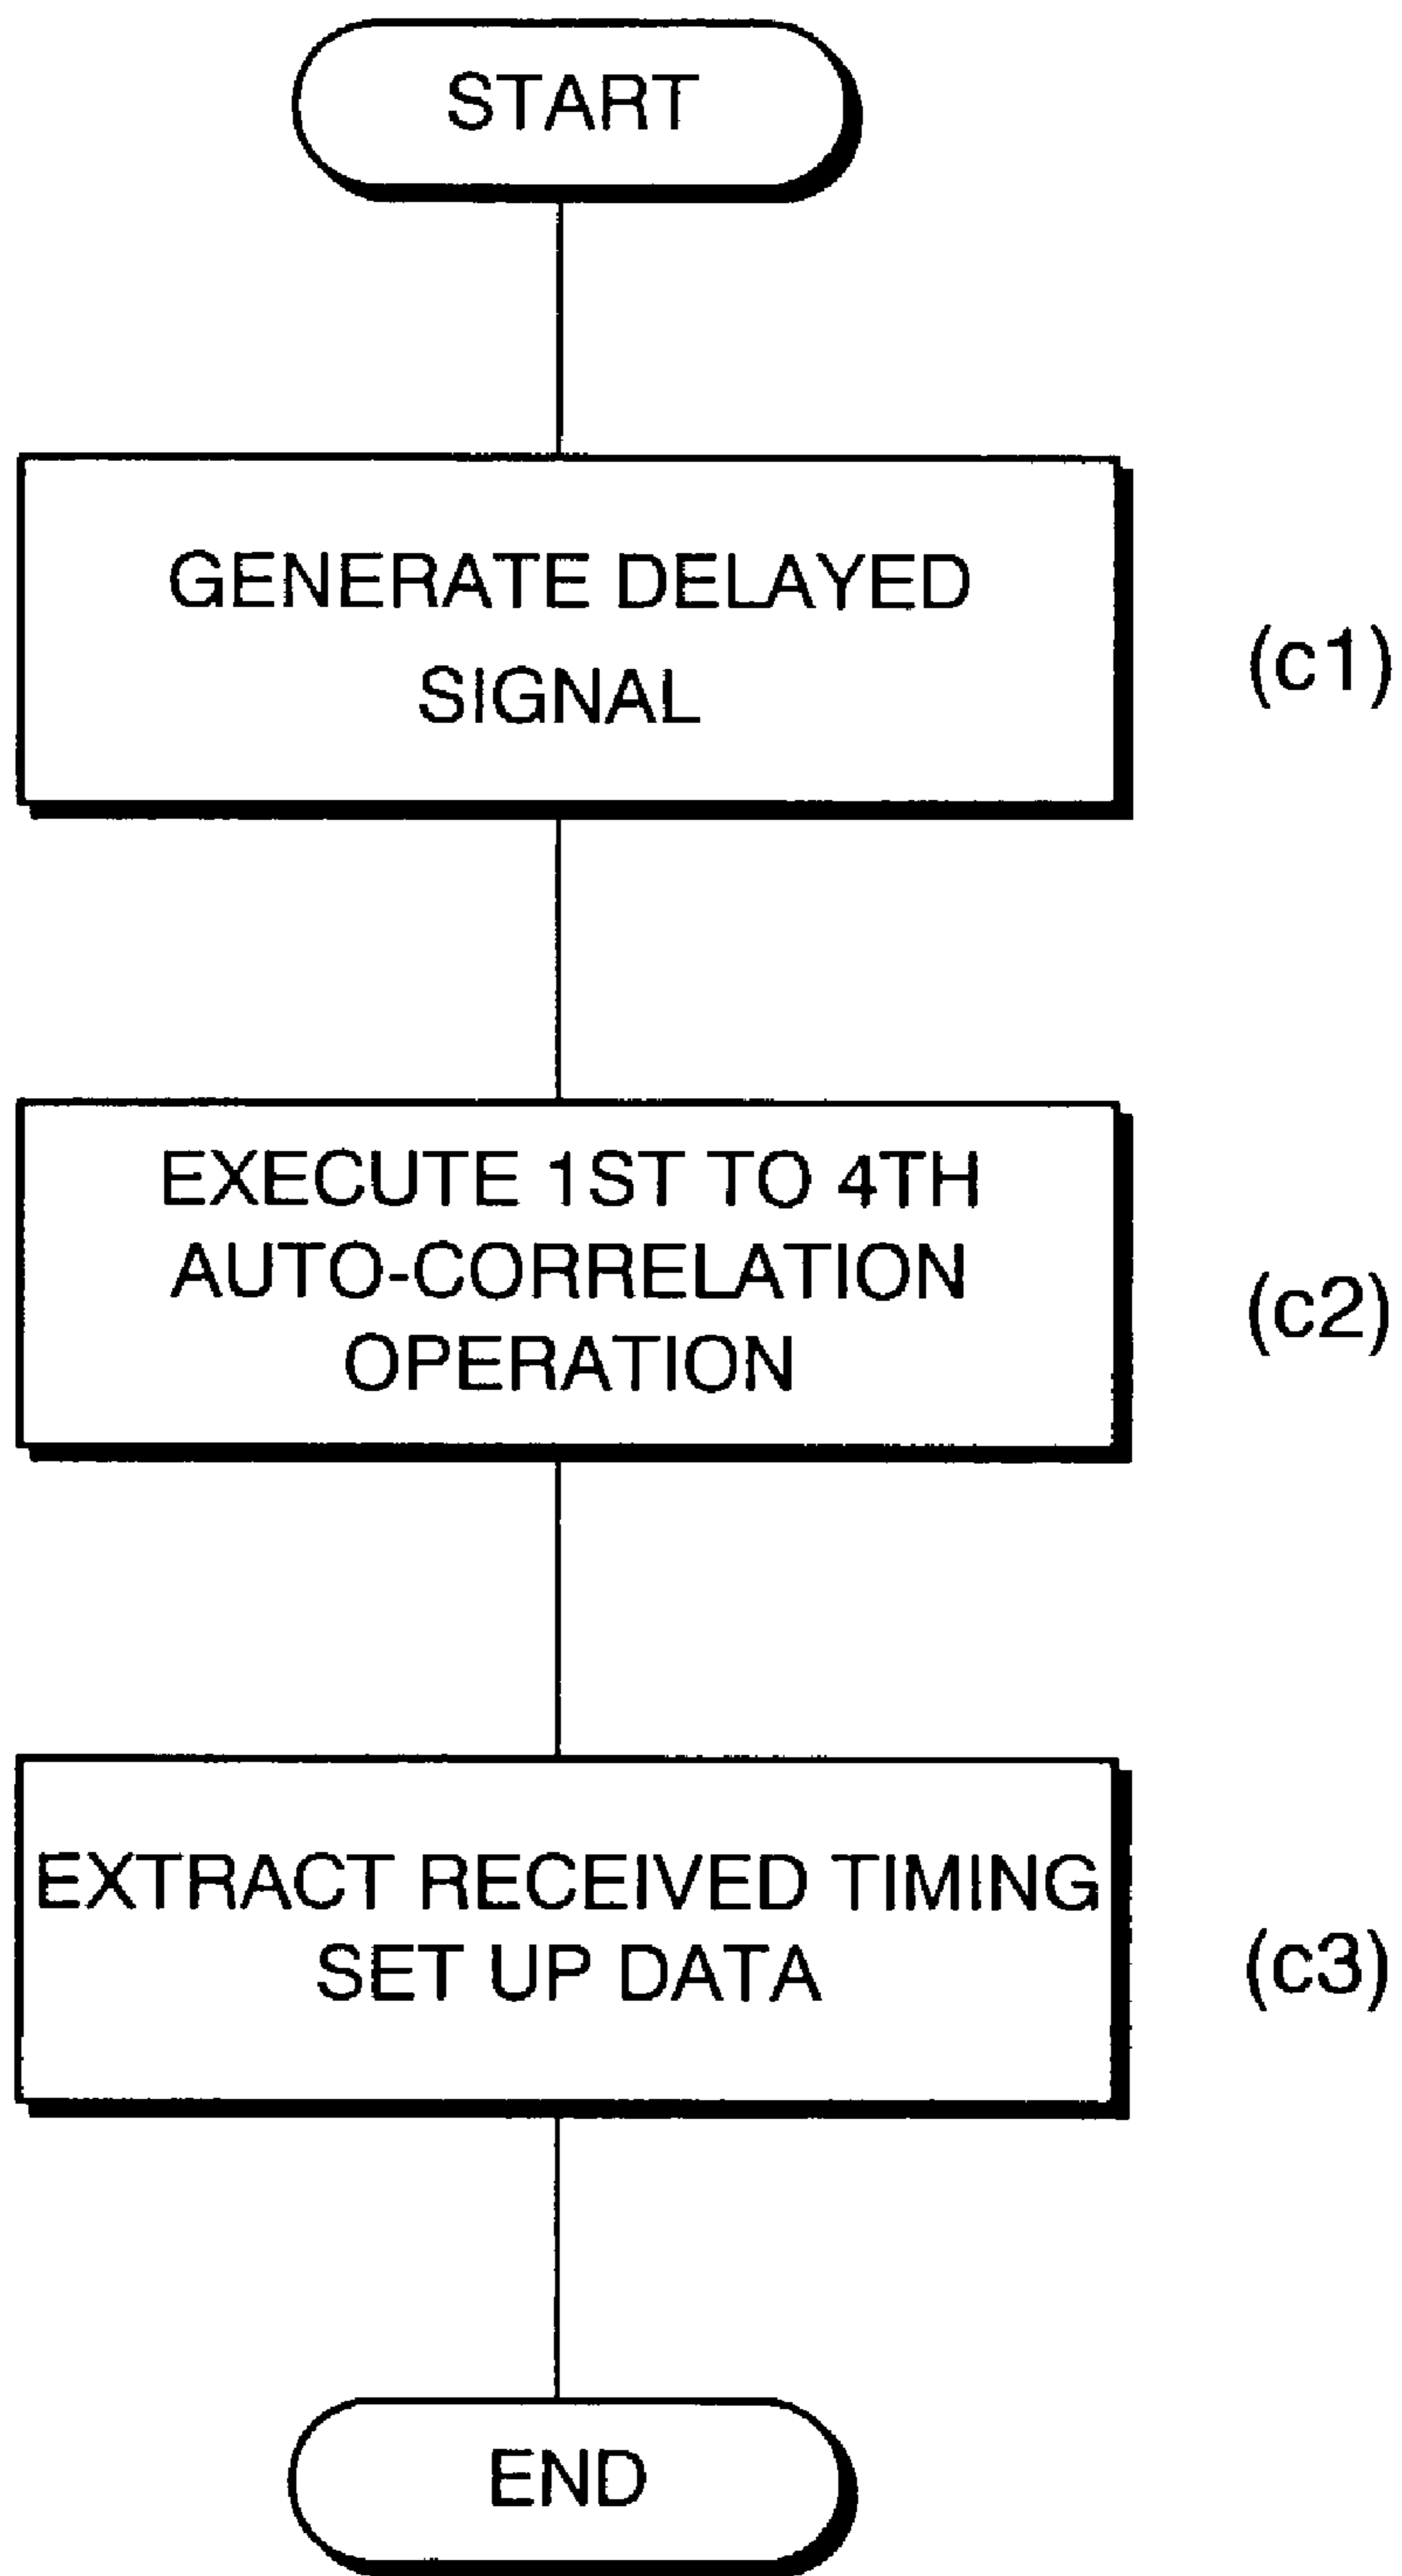 START
GENERATE DELAYED
SIGNAL
(c1)
EXECUTE 1ST TO 4TH
AUTO-CORRELATION
OPERATION
(c2)
EXTRACT RECEIVED TIMING
SET UP DATA
(c3)
END